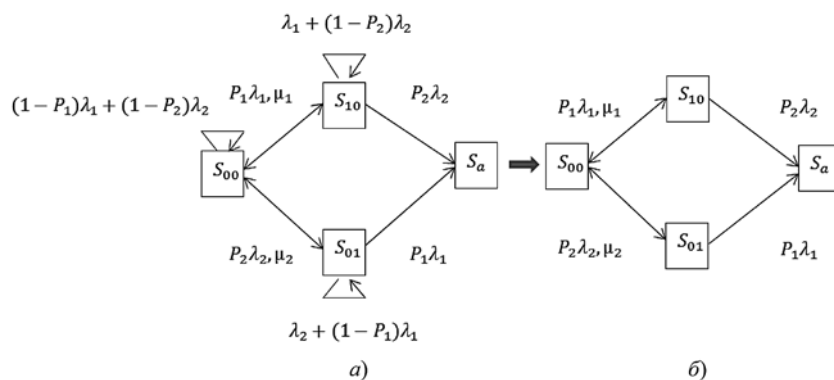 λ₁ + (1−P₂)λ₂
(1−P₁)λ₁ + (1−P₂)λ₂
P₁λ₁, μ₁
S₁₀
P₂λ₂
S₀₀
Sₐ
P₂λ₂, μ₂
S₀₁
P₁λ₁
λ₂ + (1−P₁)λ₁
а)
P₁λ₁, μ₁
S₁₀
P₂λ₂
S₀₀
Sₐ
P₂λ₂, μ₂
S₀₁
P₁λ₁
б)